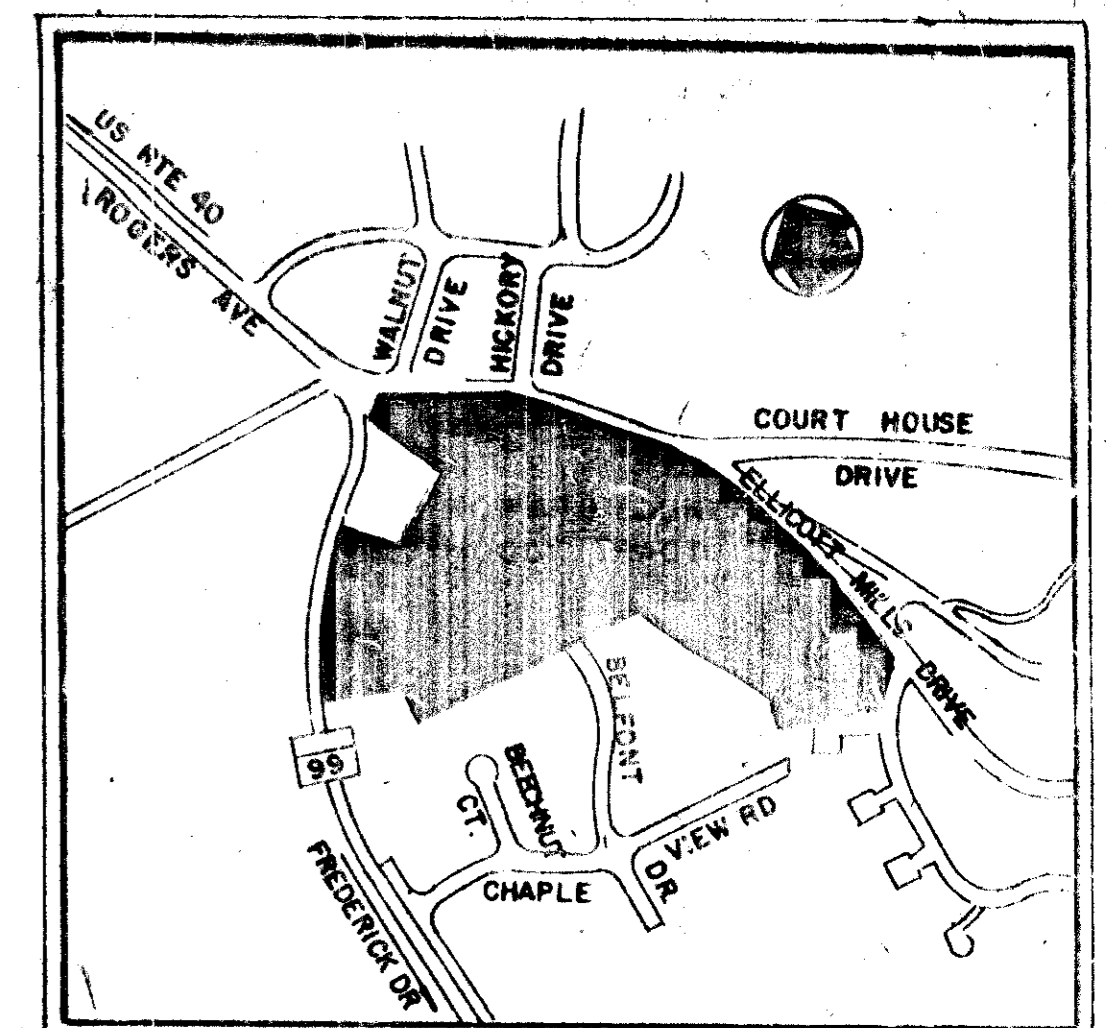 US RTE 40
ROGERS AVE
WALNUT
DRIVE
HICKORY
DRIVE
COURT HOUSE
DRIVE
ELLICOTT MILLS DRIVE
BELFONT
DR.
BEECHNUT
CT.
VIEW RD
CHAPLE
99
FREDERICK DR